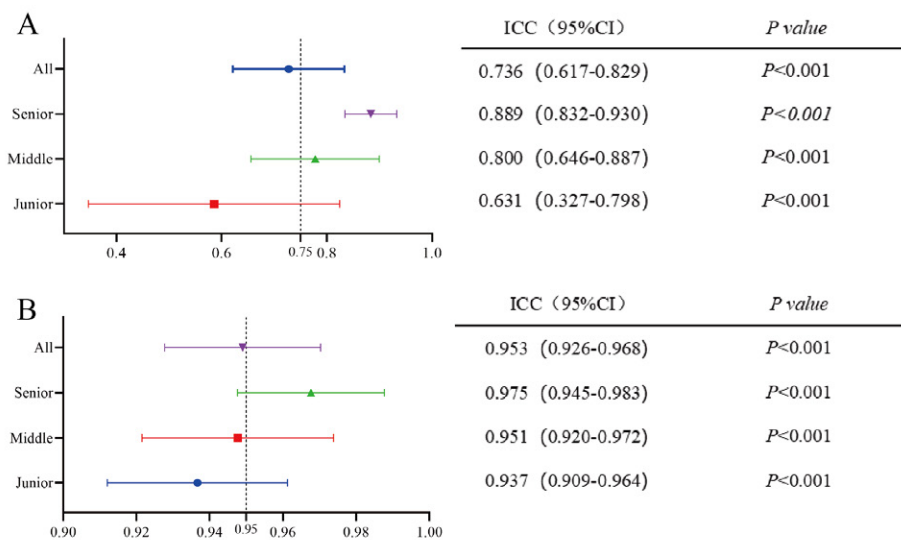 A
ICC（95%CI） P value
All 0.736 (0.617-0.829) P<0.001
Senior 0.889 (0.832-0.930) P<0.001
Middle 0.800 (0.646-0.887) P<0.001
Junior 0.631 (0.327-0.798) P<0.001
0.4 0.6 0.75 0.8 1.0
B
ICC（95%CI） P value
All 0.953 (0.926-0.968) P<0.001
Senior 0.975 (0.945-0.983) P<0.001
Middle 0.951 (0.920-0.972) P<0.001
Junior 0.937 (0.909-0.964) P<0.001
0.90 0.92 0.94 0.95 0.96 0.98 1.00